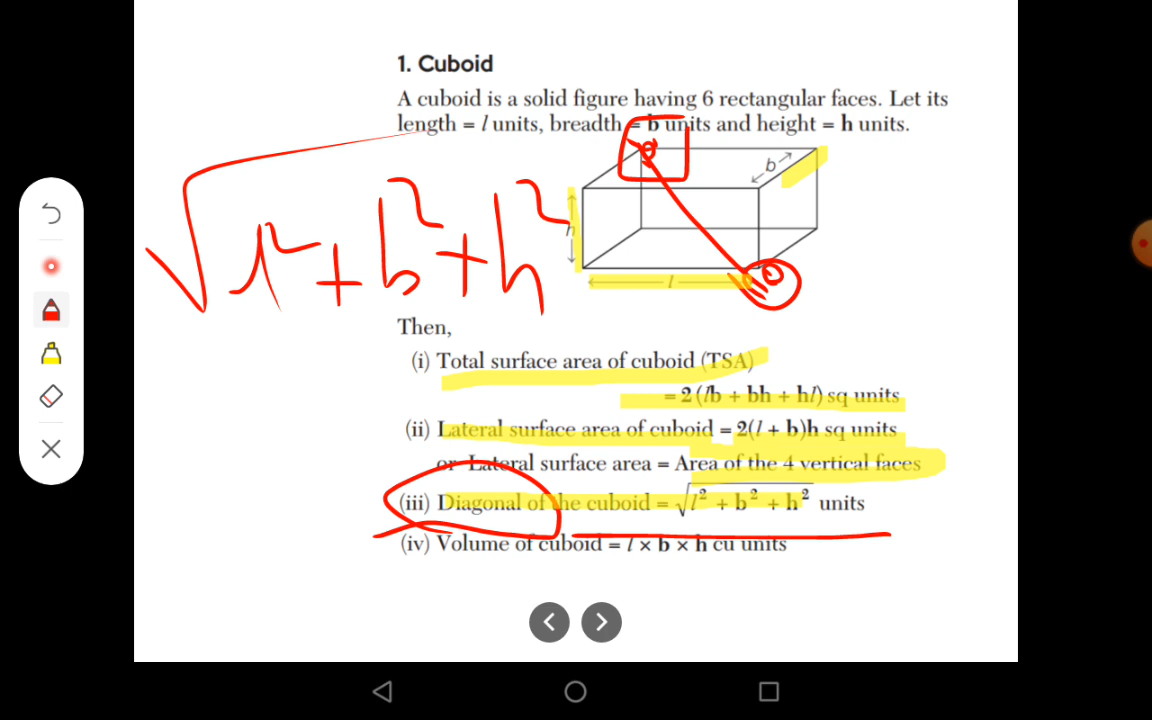 1. Cuboid
A cuboid is a solid figure having 6 rectangular faces. Let its
length = l units, breadth = b units and height = h units.
b
h
√l²+b²+h²
l
Then,
(i) Total surface area of cuboid (TSA)
= 2 (lb + bh + hl) sq units
(ii) Lateral surface area of cuboid = 2(l + b)h sq units
or Lateral surface area = Area of the 4 vertical faces
(iii) Diagonal of the cuboid = √l² + b² + h² units
(iv) Volume of cuboid = l × b × h cu units